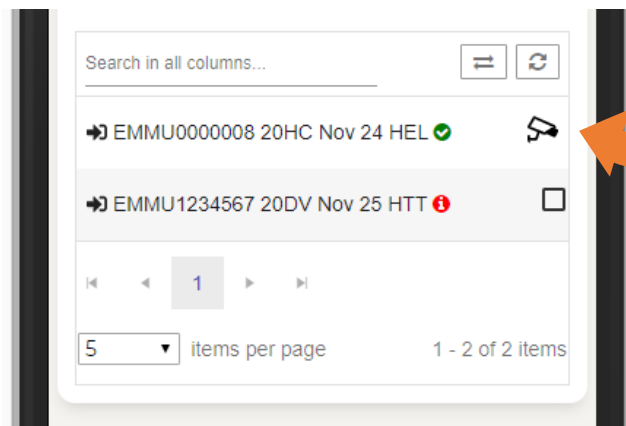 Search in all columns...
EMMU0000008 20HC Nov 24 HEL
EMMU1234567 20DV Nov 25 HTT
1
5 items per page 1 - 2 of 2 items